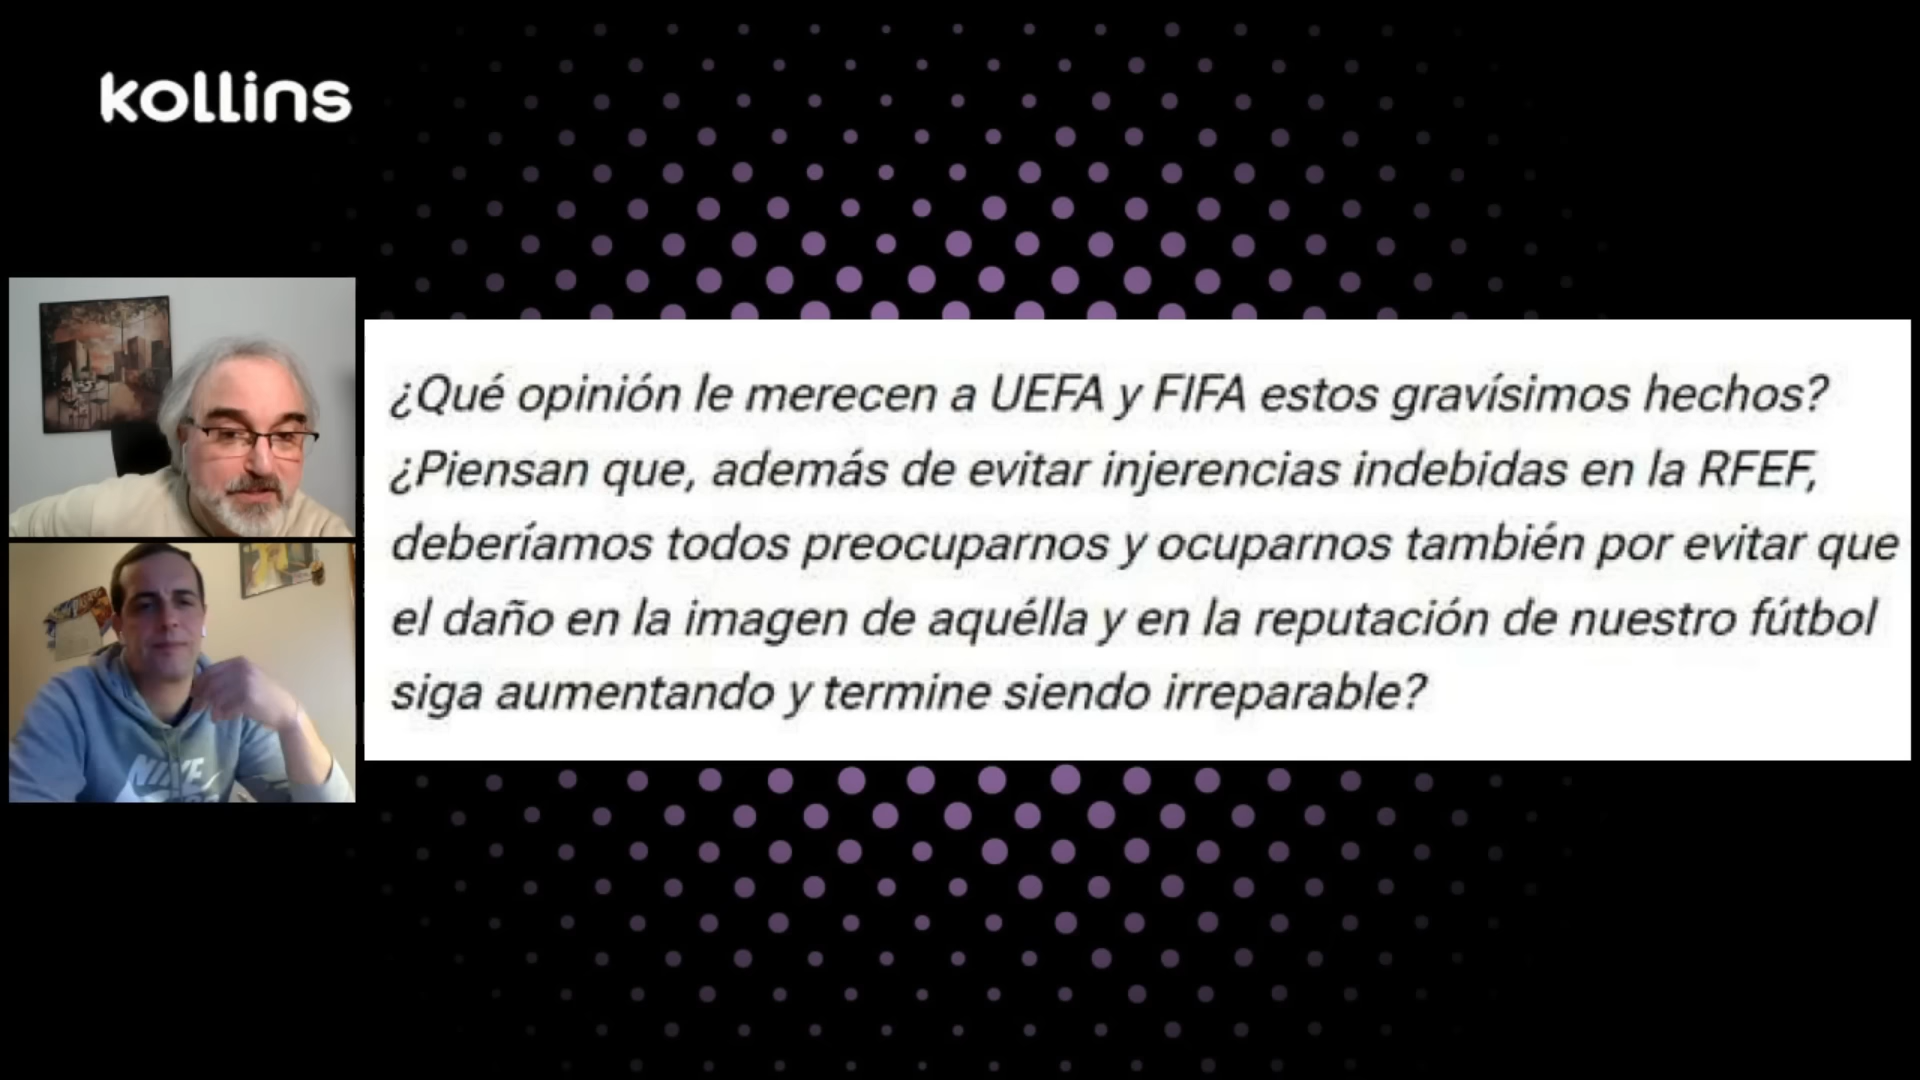 kollins
¿Qué opinión le merecen a UEFA y FIFA estos gravísimos hechos?
¿Piensan que, además de evitar injerencias indebidas en la RFEF,
deberíamos todos preocuparnos y ocuparnos también por evitar que
el daño en la imagen de aquélla y en la reputación de nuestro fútbol
siga aumentando y termine siendo irreparable?
NIKE